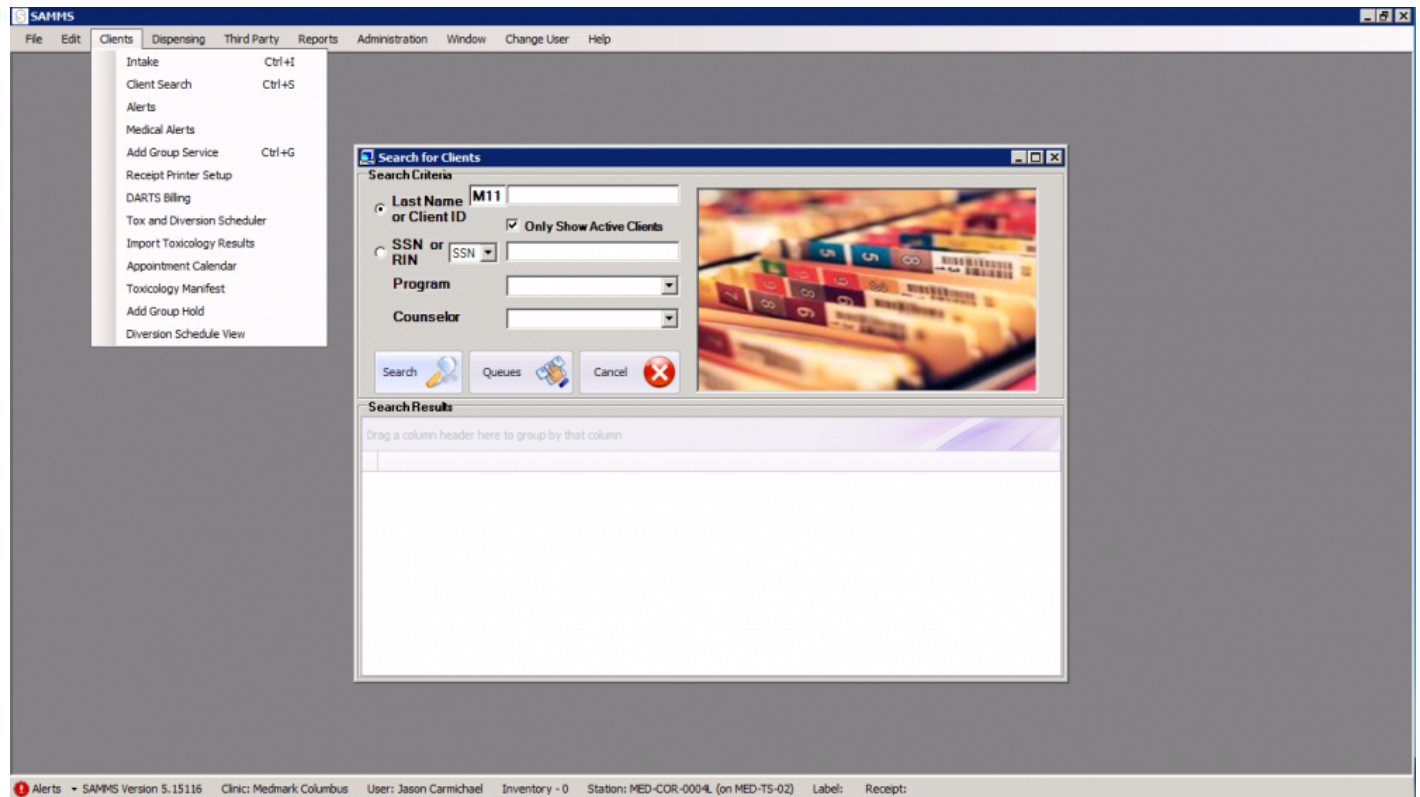 SAMMS
File Edit Clients Dispensing Third Party Reports Administration Window Change User Help
Intake Ctrl+I
Client Search Ctrl+S
Alerts
Medical Alerts
Add Group Service Ctrl+G
Receipt Printer Setup
DARTS Billing
Tox and Diversion Scheduler
Import Toxicology Results
Appointment Calendar
Toxicology Manifest
Add Group Hold
Diversion Schedule View
Search for Clients
Search Criteria
Last Name or Client ID M11
Only Show Active Clients
SSN or RIN SSN
Program
Counselor
Search Queues Cancel
Search Results
Drag a column header here to group by that column
Alerts SAMMS Version 5.15116 Clinic: Medmark Columbus User: Jason Carmichael Inventory - 0 Station: MED-COR-0004L (on MED-TS-02) Label: Receipt: